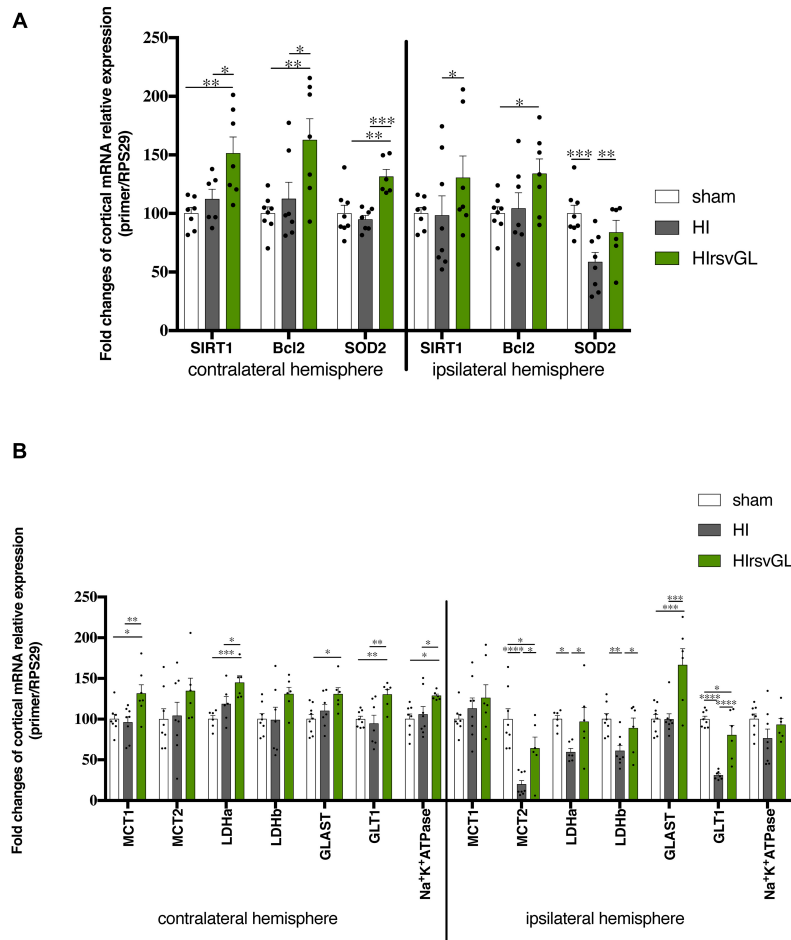 A
Fold changes of cortical mRNA relative expression
(primer/RPS29)
250
200
150
100
50
0
** * ** * ** *** * * *** **
SIRT1 Bcl2 SOD2 SIRT1 Bcl2 SOD2
contralateral hemisphere ipsilateral hemisphere
sham
HI
HIrsvGL
B
sham
HI
HIrsvGL
Fold changes of cortical mRNA relative expression
(primer/RPS29)
250
200
150
100
50
0
* ** *** * * ** ** * * **** * * * * ** * *** *** **** * ****
MCT1 MCT2 LDHa LDHb GLAST GLT1 Na+K+ATPase MCT1 MCT2 LDHa LDHb GLAST GLT1 Na+K+ATPase
contralateral hemisphere ipsilateral hemisphere